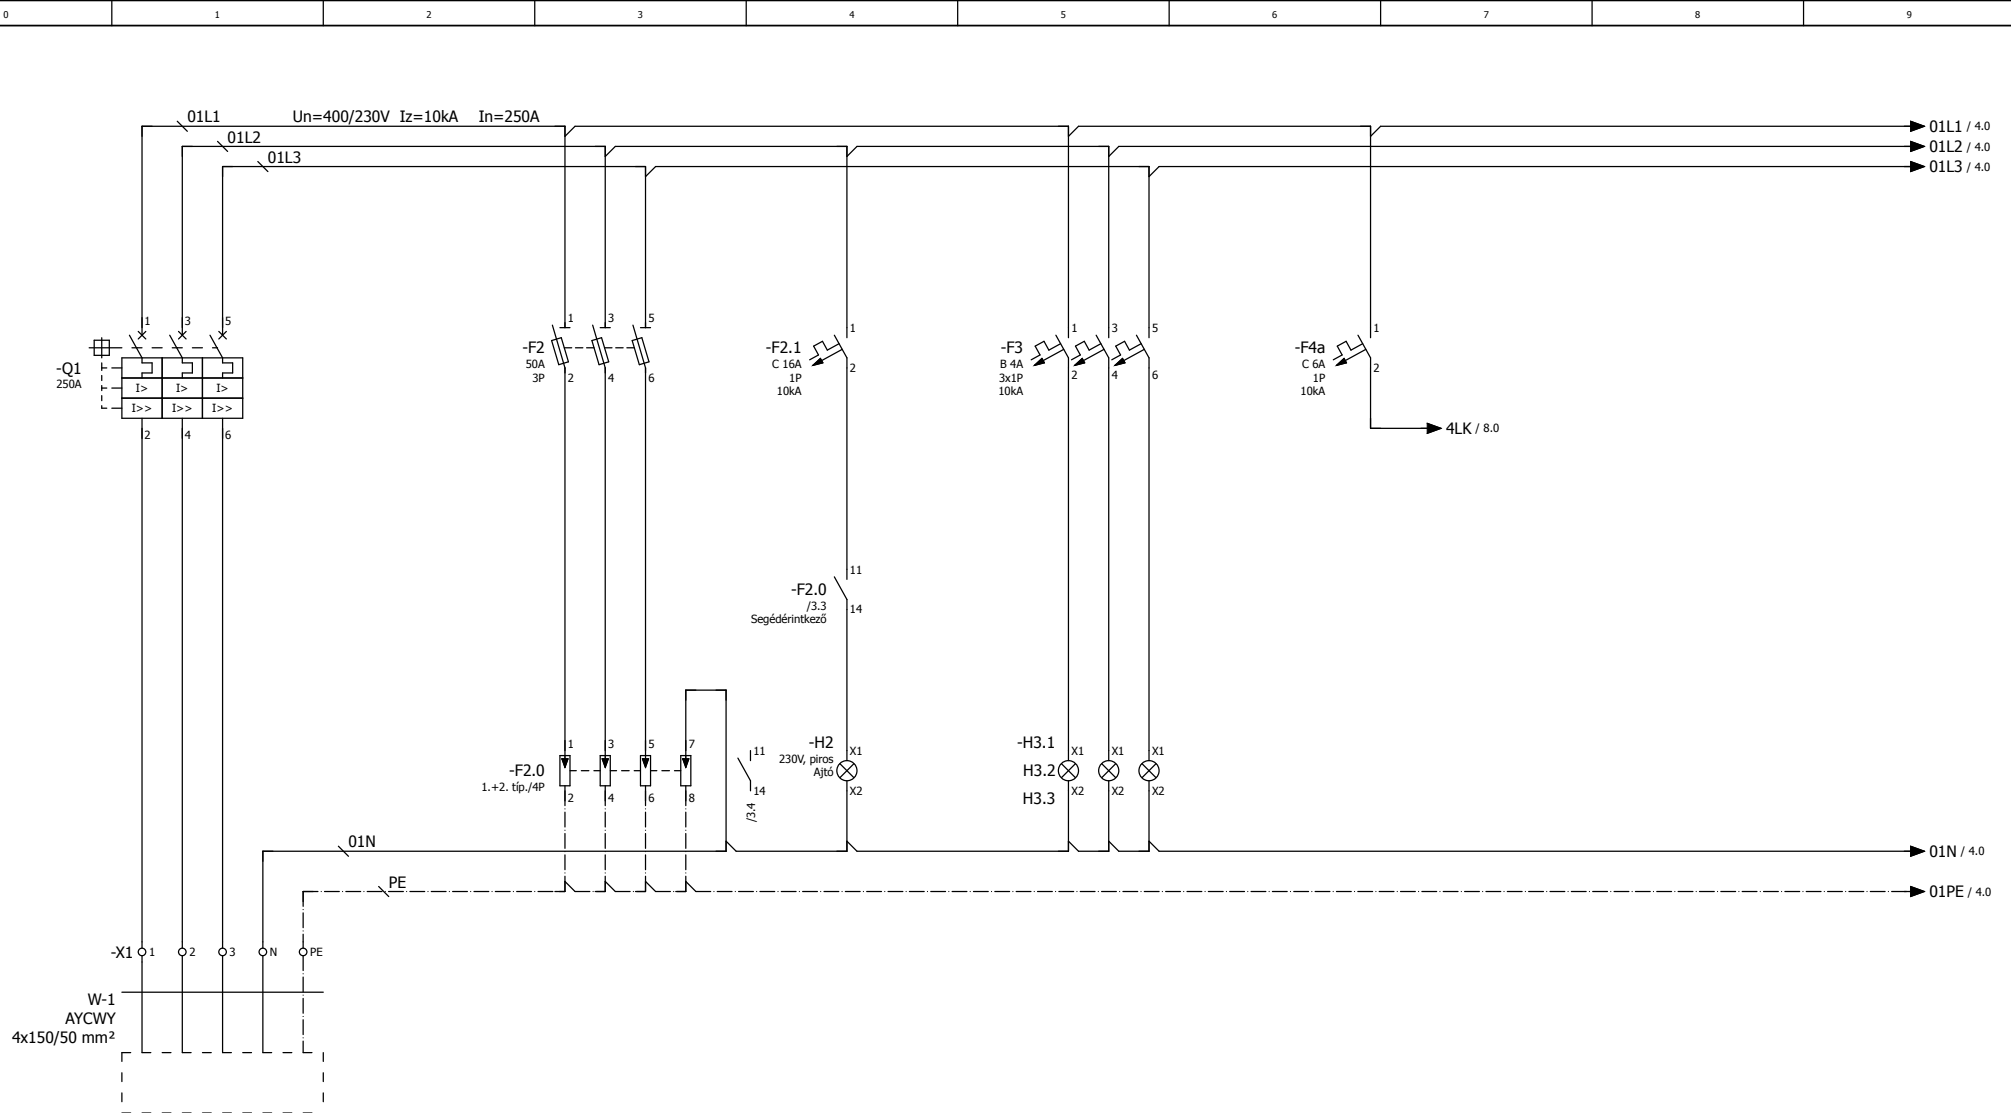 0 1 2 3 4 5 6 7 8 9
01L1 Un=400/230V Iz=10kA In=250A 01L1 / 4.0
01L2 01L2 / 4.0
01L3 01L3 / 4.0
1 3 5
-Q1
250A
I> I> I>
I>> I>> I>>
2 4 6
1 3 5
-F2
50A
3P
2 4 6
1
-F2.1
C 16A
1P
10kA
2
1 3 5
-F3
B 4A
3x1P
10kA
2 4 6
1
-F4a
C 6A
1P
10kA
2
4LK / 8.0
11
-F2.0
/3.3
Segédérintkező
14
1 3 5 7
-F2.0
1.+2. típ./4P
2 4 6 8
11
14
/3.4
-H2
230V, piros
Ajtó
X1
X2
-H3.1
H3.2
H3.3
X1 X1 X1
X2 X2 X2
01N 01N / 4.0
PE 01PE / 4.0
-X1 1 2 3 N PE
W-1
AYCWY
4x150/50 mm²